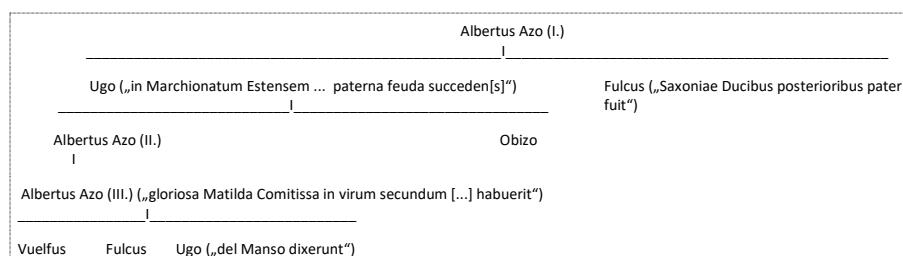 Albertus Azo (I.)
Ugo („in Marchionatum Estensem ... paterna feuda succeden[s]“) Fulcus („Saxoniae Ducibus posterioribus pater
fuit“)
Albertus Azo (II.) Obizo
Albertus Azo (III.) („gloriosa Matilda Comitissa in virum secundum [...] habuerit“)
Vuelfus Fulcus Ugo („del Manso dixerunt“)